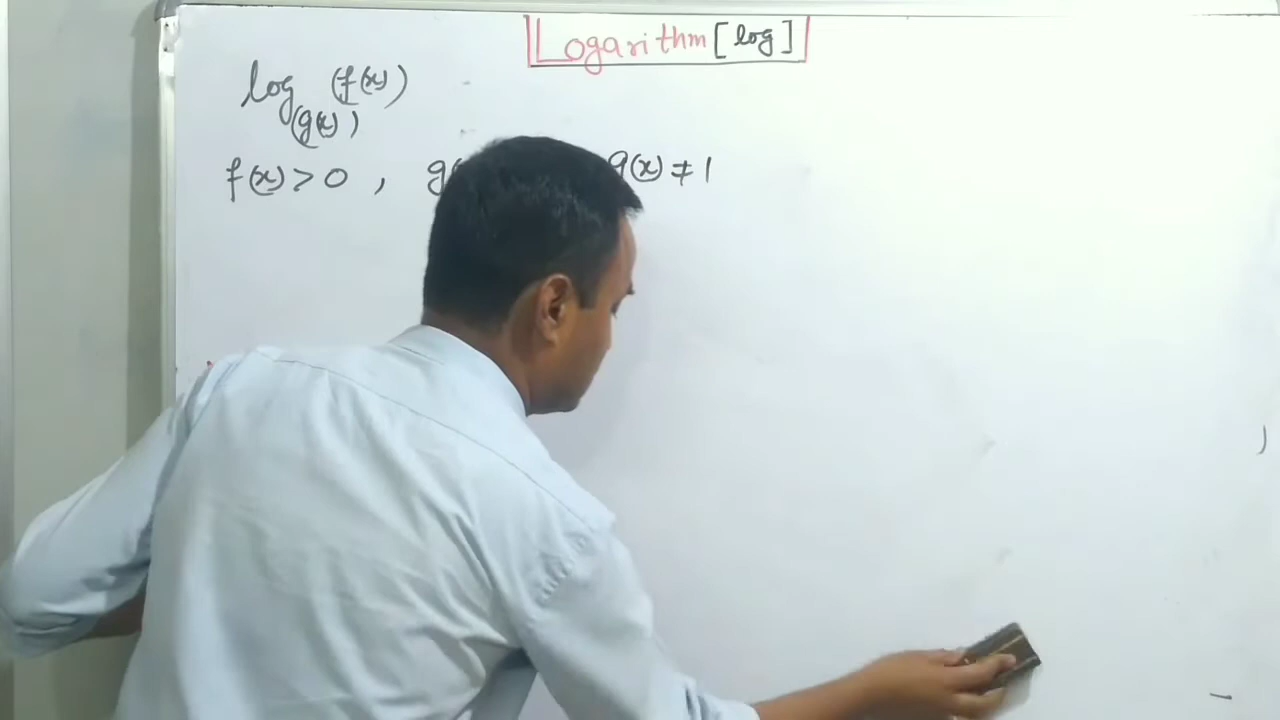 Logarithm [log]
log (f(x))
(g(x))
f(x) > 0 , g( g(x) ≠ 1